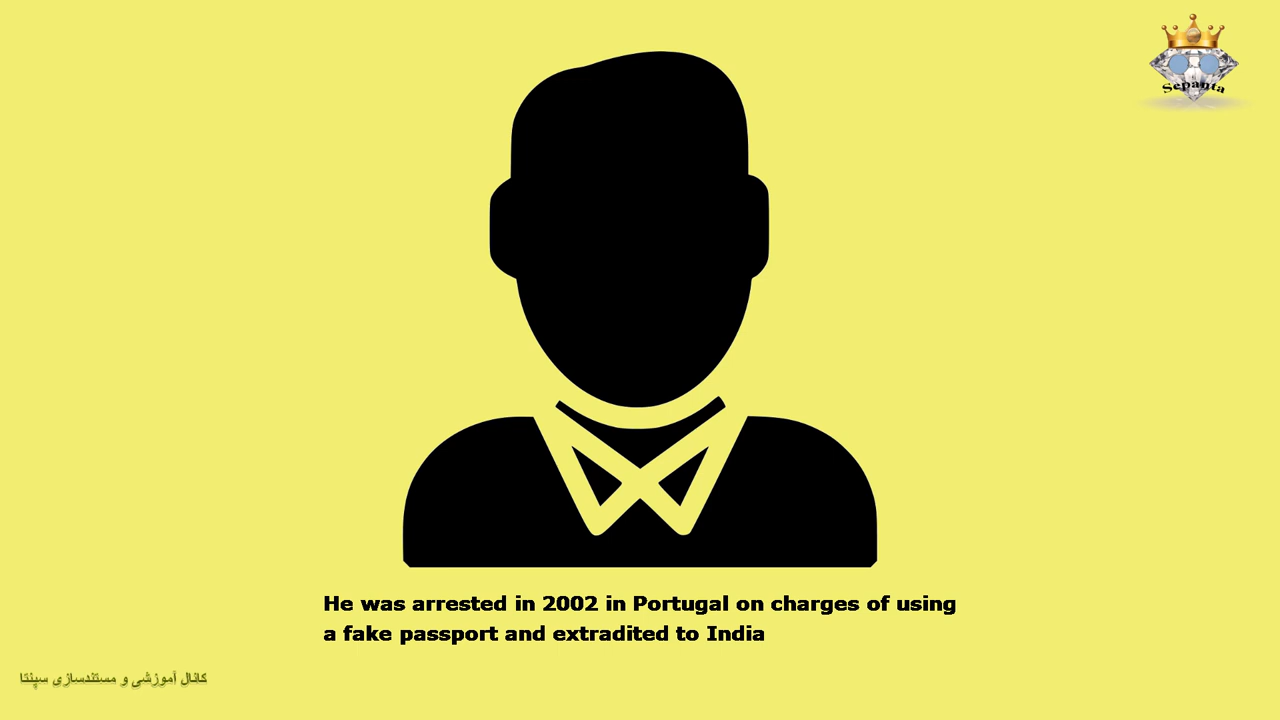 Sepanta
He was arrested in 2002 in Portugal on charges of using
a fake passport and extradited to India
کانال آموزشی و مستندسازی سپنتا